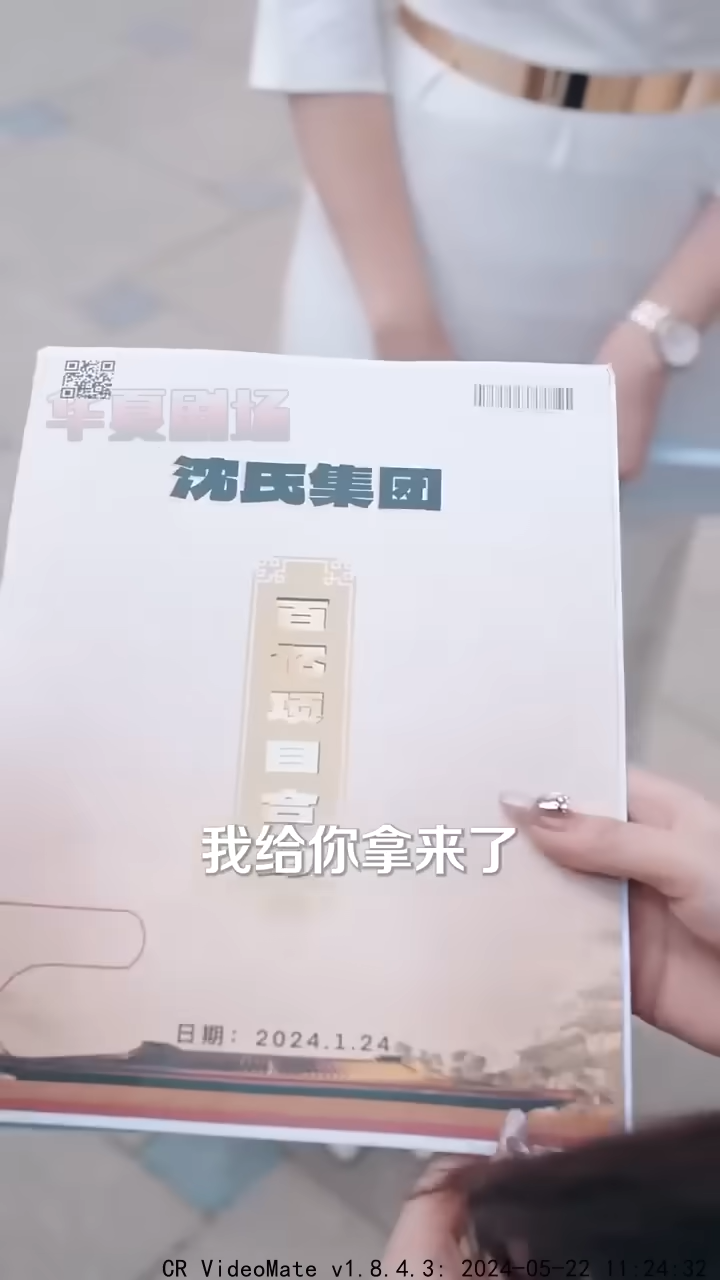 华夏剧场
沈氏集团
百亿项目合
我给你拿来了
日期：2024.1.24
CR VideoMate v1.8.4.3: 2024-05-22 11:24:32